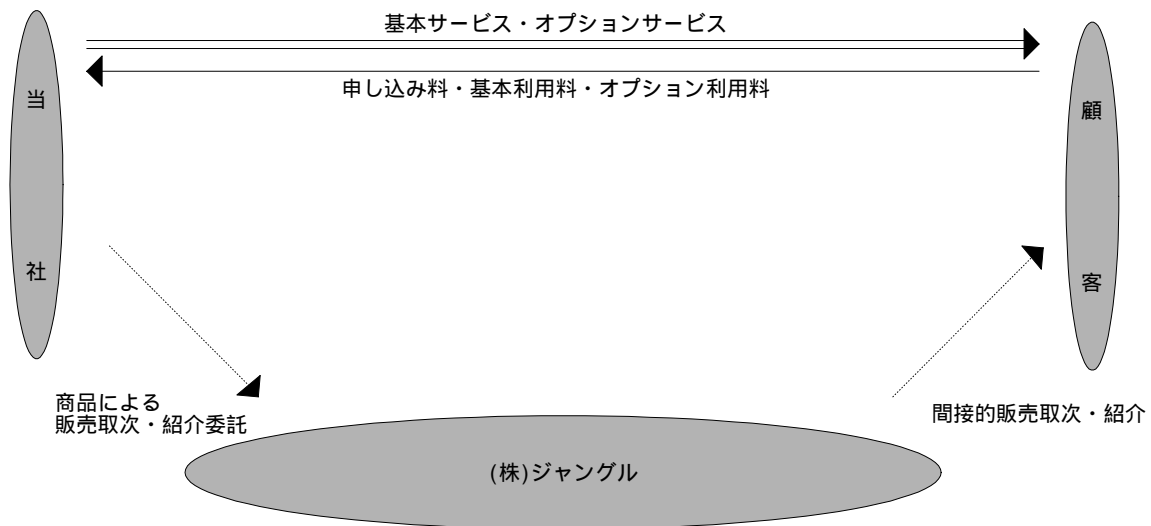 基本サービス・オプションサービス
申し込み料・基本利用料・オプション利用料
当社
顧客
商品による
販売取次・紹介委託
間接的販売取次・紹介
(株)ジャングル